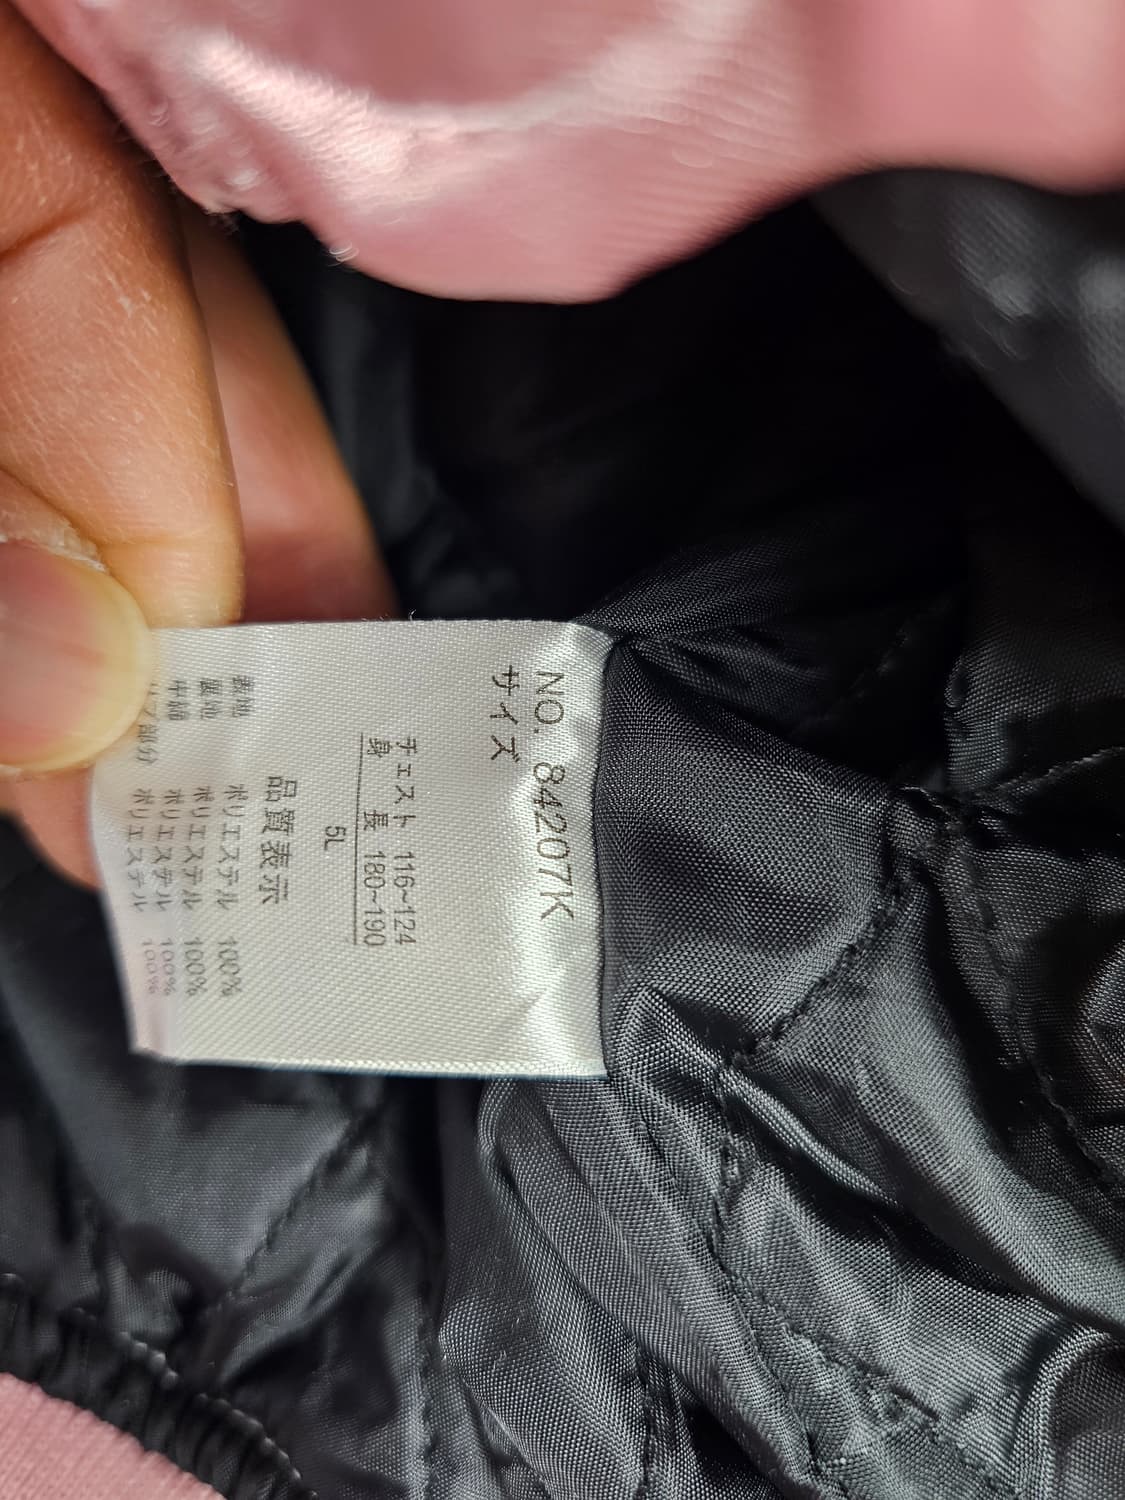 NO. 84207K
サイズ
チェスト 116~124
身 長 180~190
5L
品質表示
表地 ポリエステル 100%
裏地 ポリエステル 100%
中綿 ポリエステル 100%
リブ部分 ポリエステル 100%